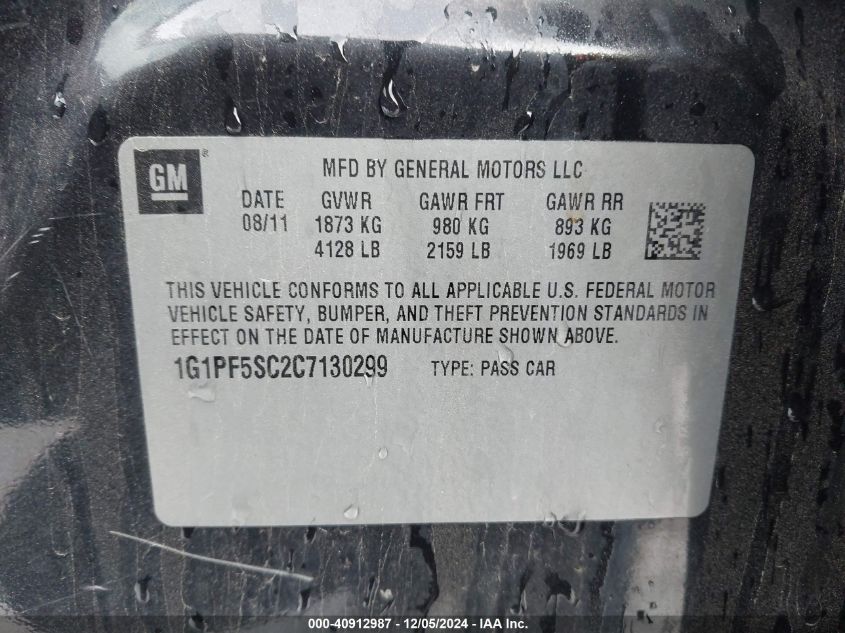 GM ®
MFD BY GENERAL MOTORS LLC
DATE GVWR GAWR FRT GAWR RR
08/11 1873 KG 980 KG 893 KG
4128 LB 2159 LB 1969 LB
THIS VEHICLE CONFORMS TO ALL APPLICABLE U.S. FEDERAL MOTOR
VEHICLE SAFETY, BUMPER, AND THEFT PREVENTION STANDARDS IN
EFFECT ON THE DATE OF MANUFACTURE SHOWN ABOVE.
1G1PF5SC2C7130299 TYPE: PASS CAR
000-40912987 - 12/05/2024 - IAA Inc.